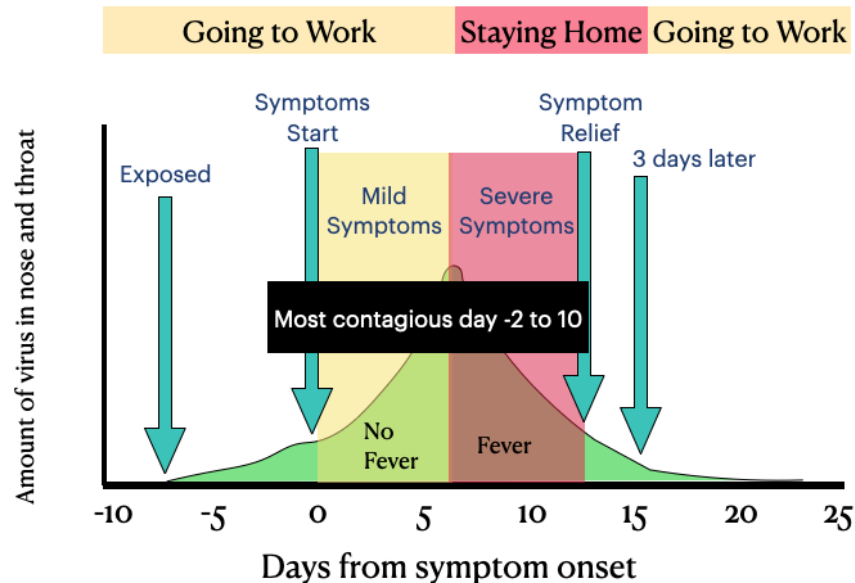 Going to Work
Staying Home
Going to Work
Symptoms
Start
Symptom
Relief
3 days later
Exposed
Mild
Symptoms
Severe
Symptoms
Most contagious day -2 to 10
No
Fever
Fever
Amount of virus in nose and throat
-10 -5 0 5 10 15 20 25
Days from symptom onset